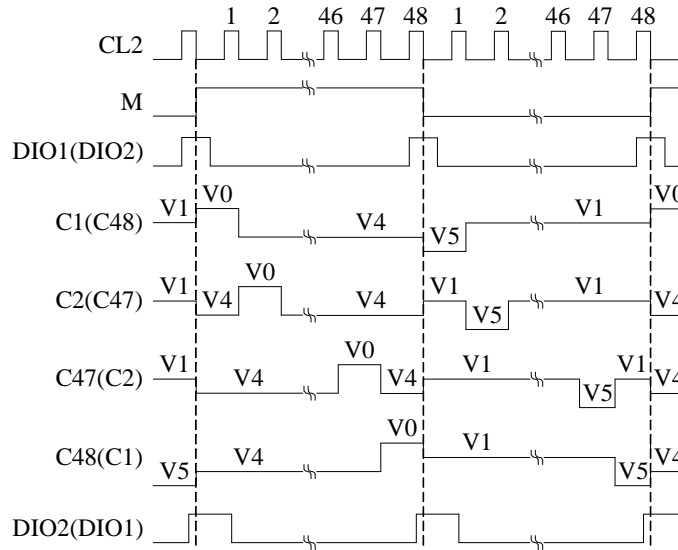 1 2 46 47 48 1 2 46 47 48
CL2
M
DIO1(DIO2)
V1 V0 V1 V0
C1(C48) V4 V5
V0
V1 V1 V1
C2(C47) V4 V4 V5 V4
V0
V1 V1 V1
C47(C2) V4 V4 V5 V4
V0
V1
C48(C1) V5 V4 V5 V4
DIO2(DIO1)